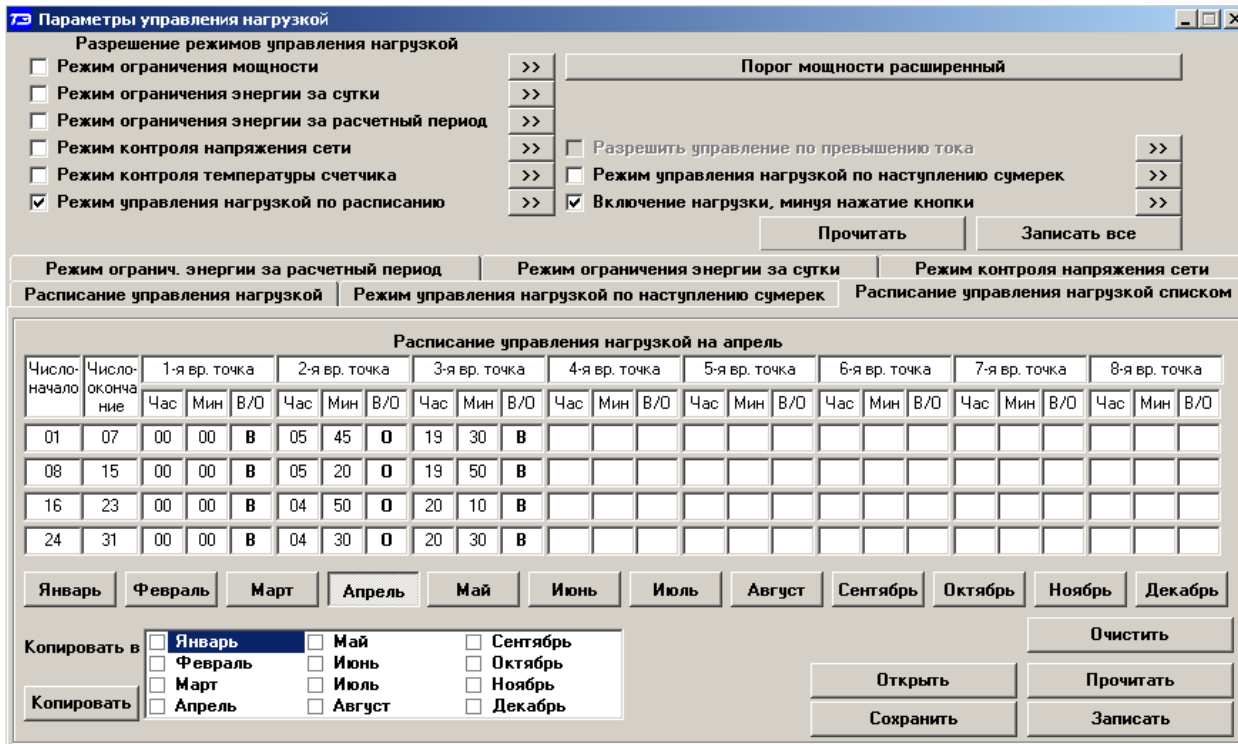 ТЭ Параметры управления нагрузкой
Разрешение режимов управления нагрузкой
Режим ограничения мощности >> Порог мощности расширенный
Режим ограничения энергии за сутки >>
Режим ограничения энергии за расчетный период >>
Режим контроля напряжения сети >> Разрешить управление по превышению тока >>
Режим контроля температуры счетчика >> Режим управления нагрузкой по наступлению сумерек >>
Режим управления нагрузкой по расписанию >> Включение нагрузки, минуя нажатие кнопки >>
Прочитать Записать все
Режим огранич. энергии за расчетный период Режим ограничения энергии за сутки Режим контроля напряжения сети
Расписание управления нагрузкой Режим управления нагрузкой по наступлению сумерек Расписание управления нагрузкой списком
Расписание управления нагрузкой на апрель
Число-начало Число-окончание 1-я вр. точка 2-я вр. точка 3-я вр. точка 4-я вр. точка 5-я вр. точка 6-я вр. точка 7-я вр. точка 8-я вр. точка
Час Мин В/О Час Мин В/О Час Мин В/О Час Мин В/О Час Мин В/О Час Мин В/О Час Мин В/О Час Мин В/О
01 07 00 00 В 05 45 О 19 30 В
08 15 00 00 В 05 20 О 19 50 В
16 23 00 00 В 04 50 О 20 10 В
24 31 00 00 В 04 30 О 20 30 В
Январь Февраль Март Апрель Май Июнь Июль Август Сентябрь Октябрь Ноябрь Декабрь
Копировать в Январь Май Сентябрь Очистить
Февраль Июнь Октябрь
Март Июль Ноябрь Открыть Прочитать
Копировать Апрель Август Декабрь Сохранить Записать